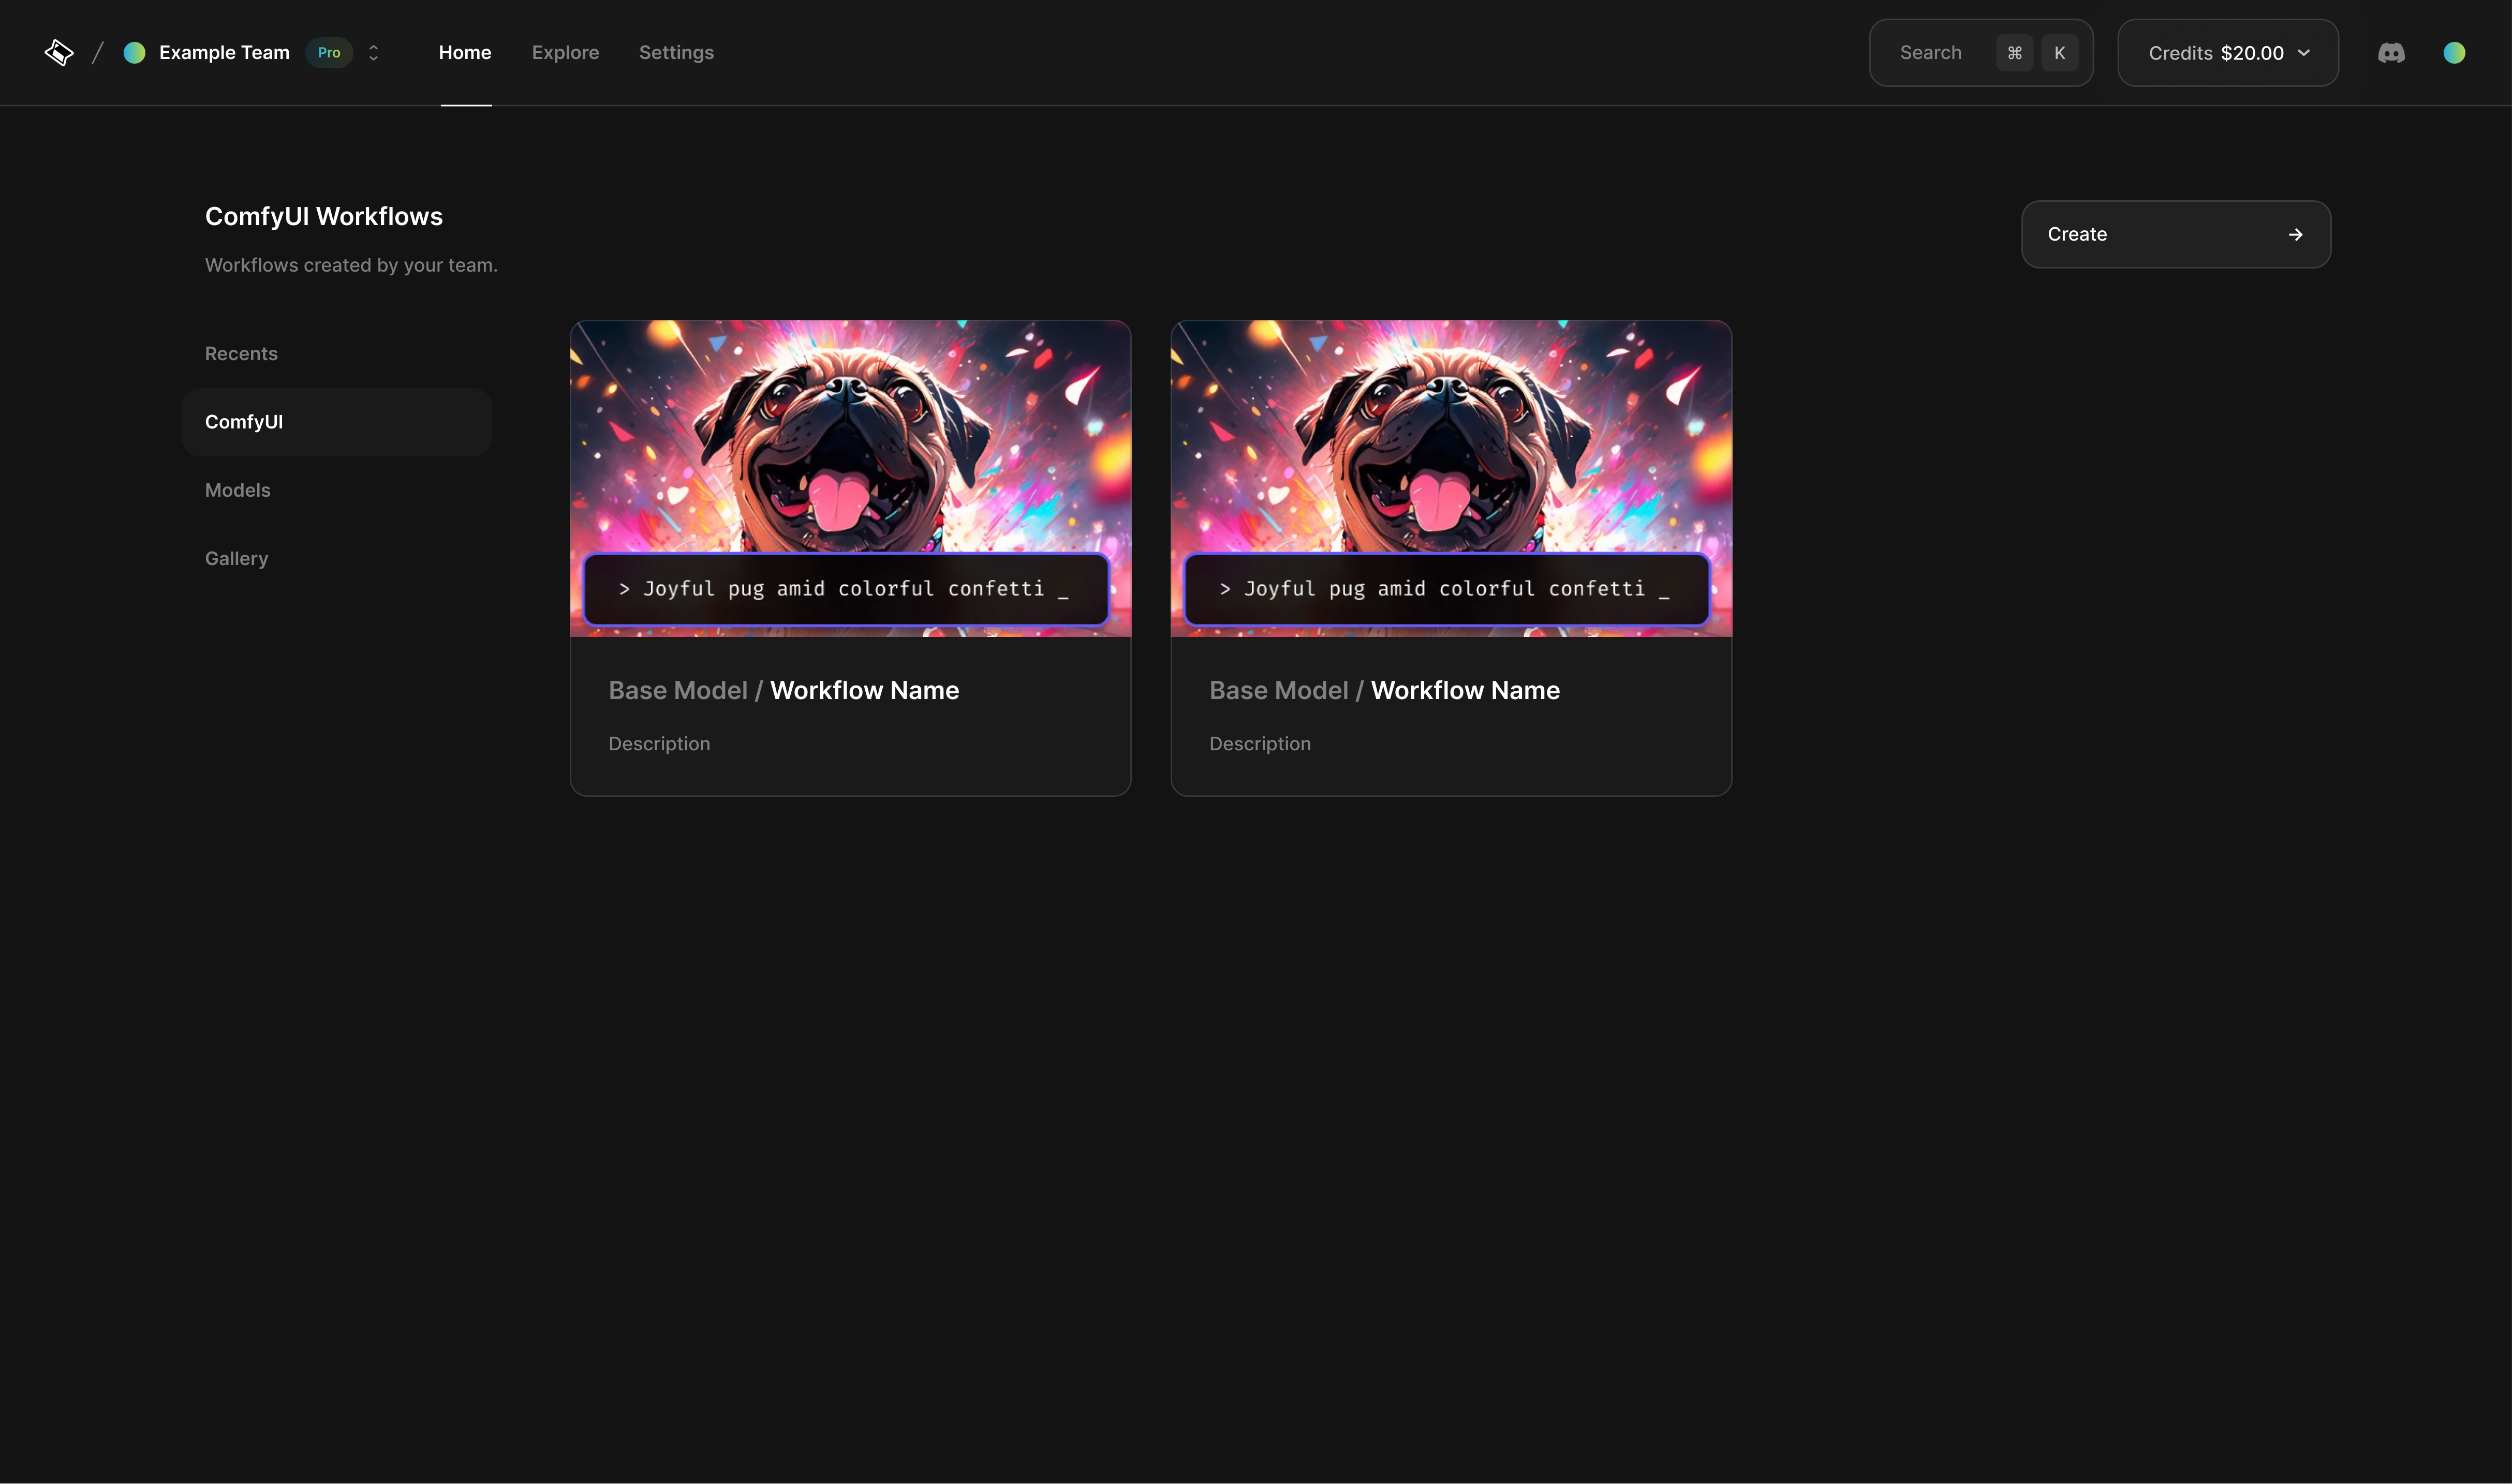 / Example Team Pro Home Explore Settings Search ⌘ K Credits $20.00
ComfyUI Workflows
Create →
Workflows created by your team.
Recents
ComfyUI
Models
Gallery
> Joyful pug amid colorful confetti _
Base Model / Workflow Name
Description
> Joyful pug amid colorful confetti _
Base Model / Workflow Name
Description